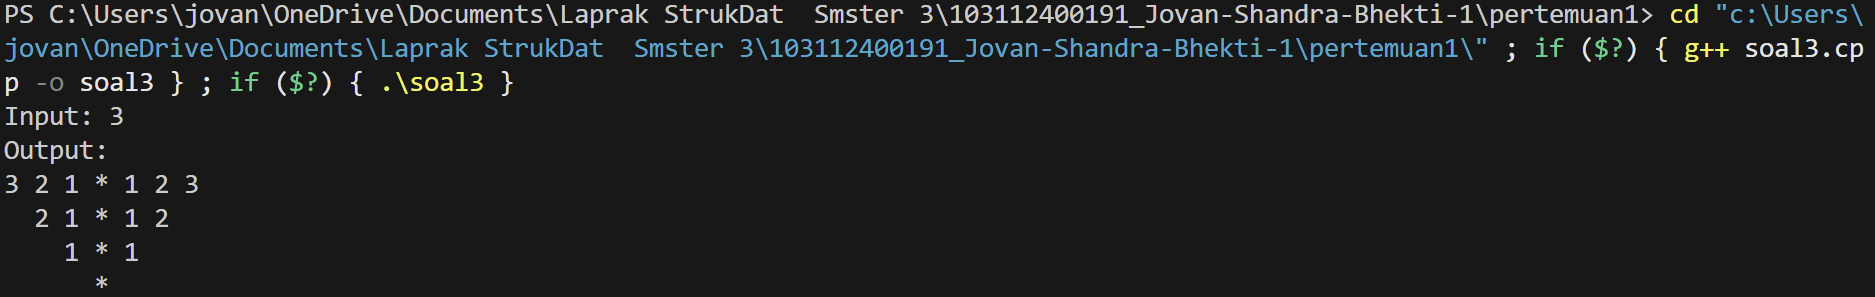 PS C:\Users\jovan\OneDrive\Documents\Laprak StrukDat  Smster 3\103112400191_Jovan-Shandra-Bhekti-1\pertemuan1> cd "c:\Users\
jovan\OneDrive\Documents\Laprak StrukDat  Smster 3\103112400191_Jovan-Shandra-Bhekti-1\pertemuan1\" ; if ($?) { g++ soal3.cp
p -o soal3 } ; if ($?) { .\soal3 }
Input: 3
Output:
3 2 1 * 1 2 3
  2 1 * 1 2
    1 * 1
      *